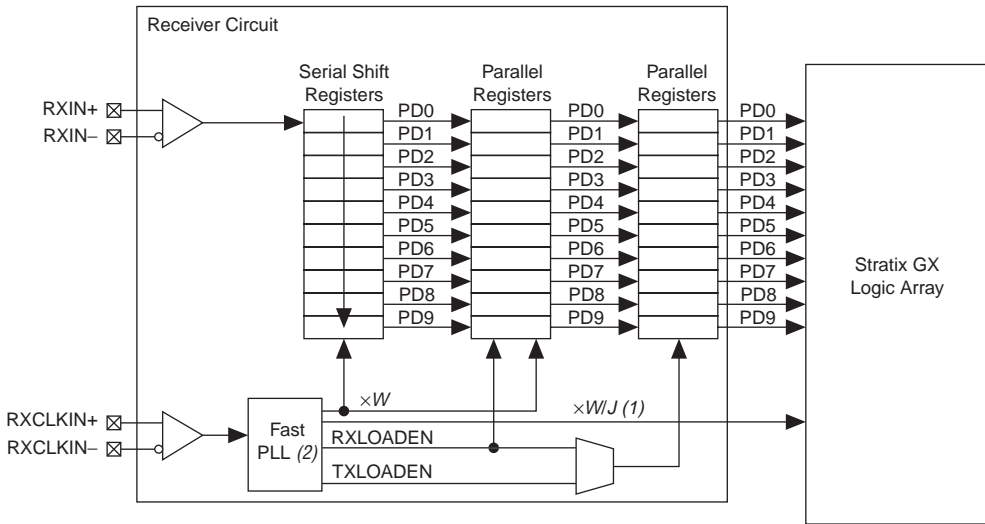 Receiver Circuit
Serial Shift
Registers
Parallel
Registers
Parallel
Registers
RXIN+
RXIN–
PD0 PD0 PD0
PD1 PD1 PD1
PD2 PD2 PD2
PD3 PD3 PD3
PD4 PD4 PD4
PD5 PD5 PD5
PD6 PD6 PD6
PD7 PD7 PD7
PD8 PD8 PD8
PD9 PD9 PD9
Stratix GX
Logic Array
RXCLKIN+
RXCLKIN–
Fast
PLL (2)
×W
×W/J (1)
RXLOADEN
TXLOADEN